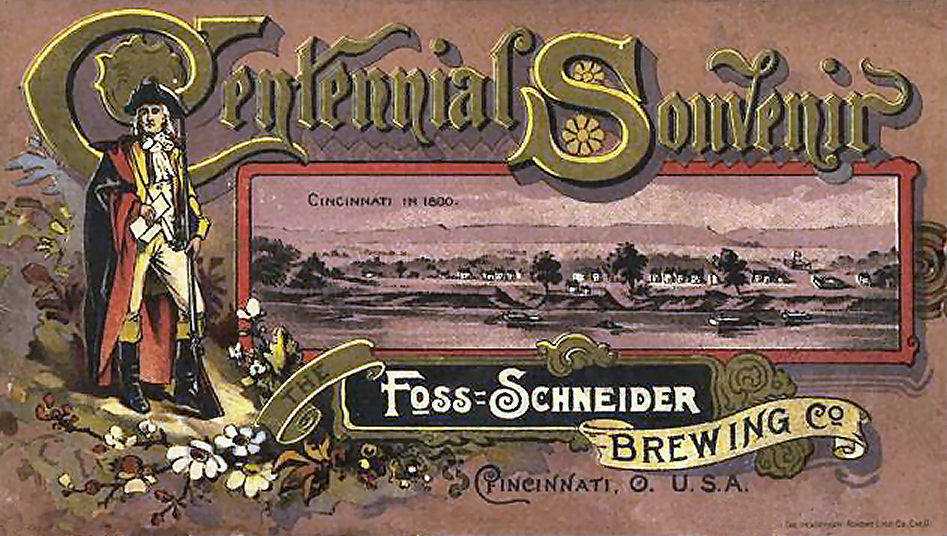 Centennial Souvenir
CINCINNATI IN 1800.
THE
FOSS=SCHNEIDER
BREWING CO
CINCINNATI, O. U.S.A.